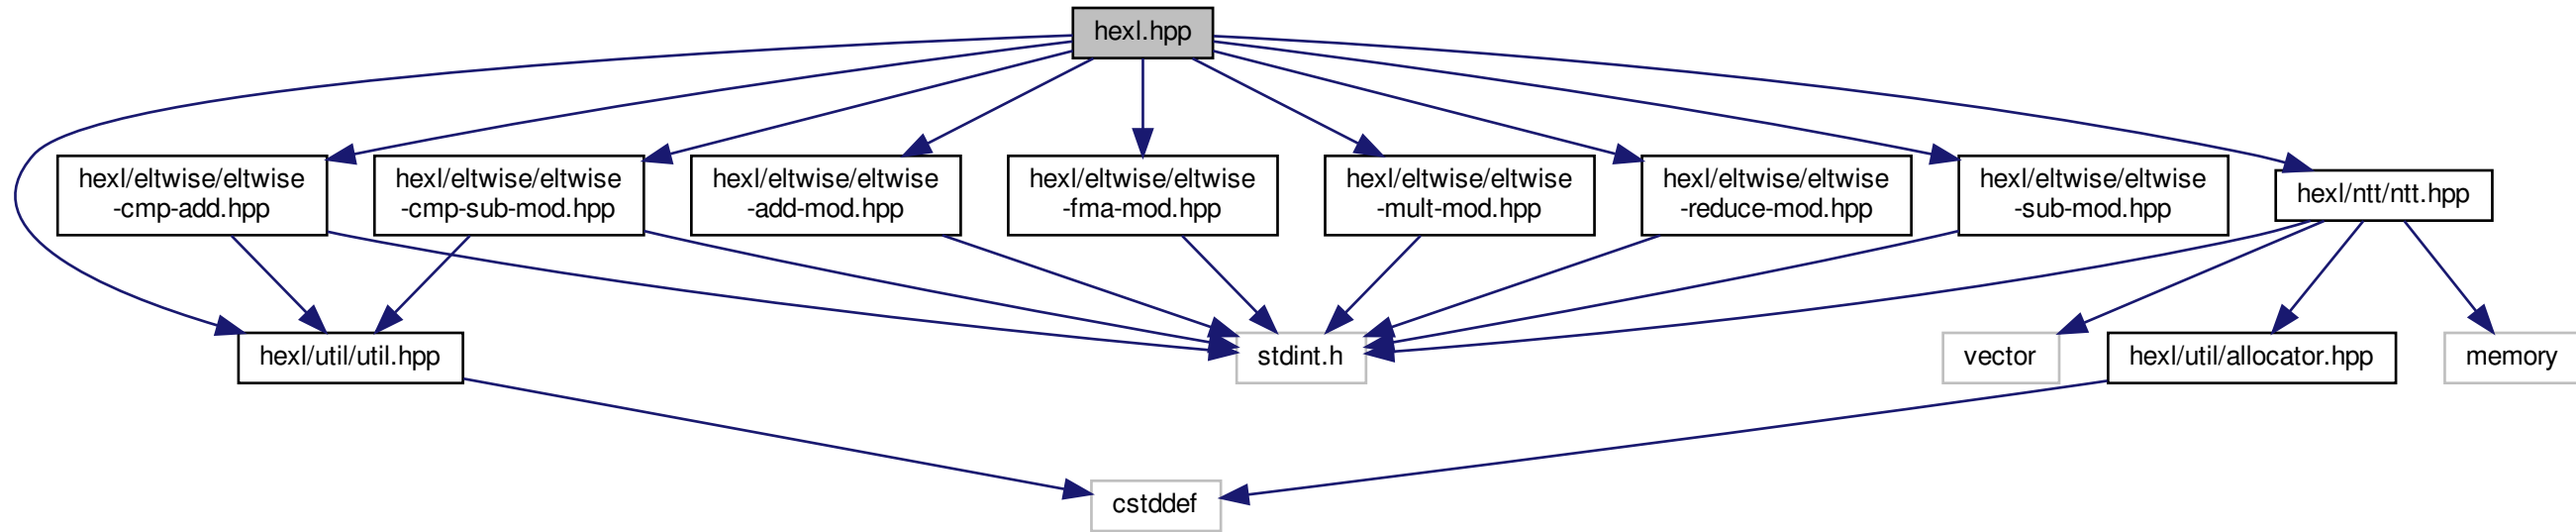 hexl.hpp
hexl/eltwise/eltwise
-cmp-add.hpp
hexl/eltwise/eltwise
-cmp-sub-mod.hpp
hexl/eltwise/eltwise
-add-mod.hpp
hexl/eltwise/eltwise
-fma-mod.hpp
hexl/eltwise/eltwise
-mult-mod.hpp
hexl/eltwise/eltwise
-reduce-mod.hpp
hexl/eltwise/eltwise
-sub-mod.hpp
hexl/ntt/ntt.hpp
hexl/util/util.hpp
stdint.h
vector
hexl/util/allocator.hpp
memory
cstddef